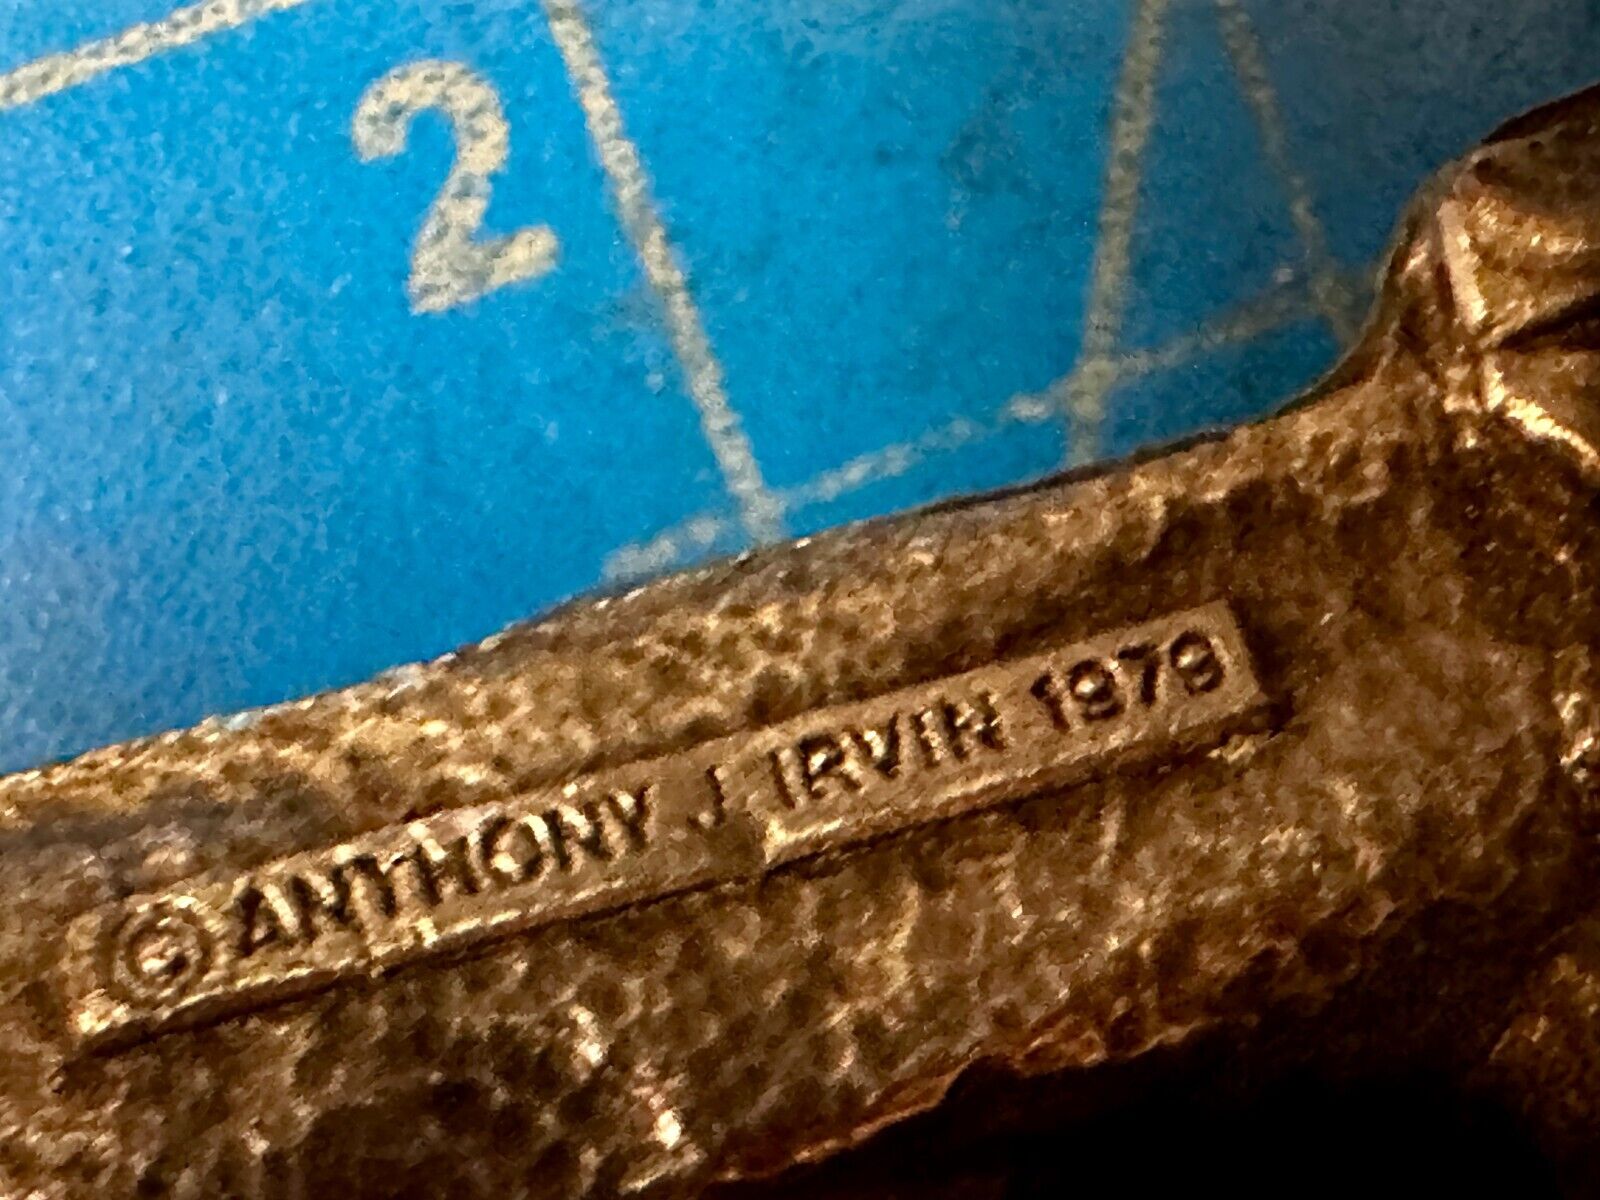 2
© ANTHONY J IRVIN 1979